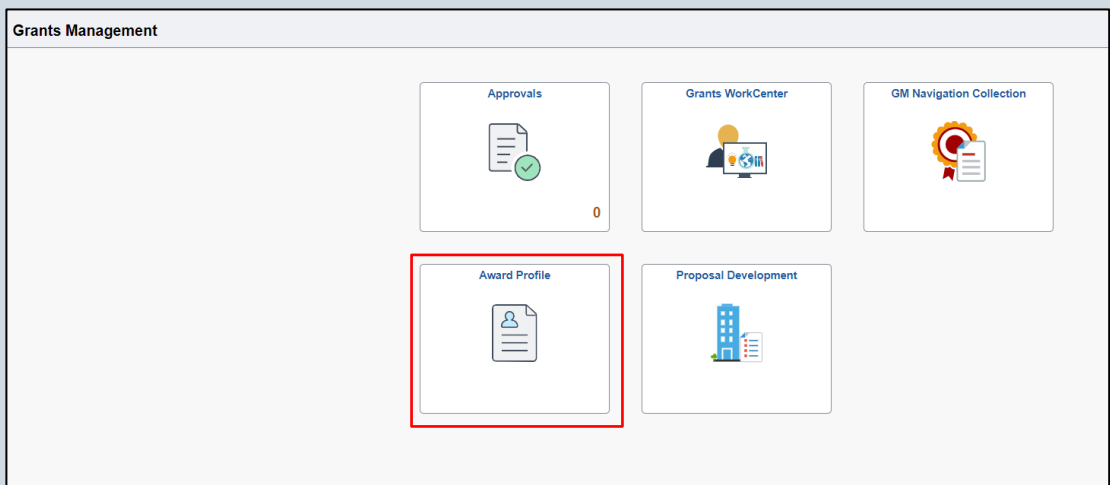 Grants Management
Approvals
Grants WorkCenter
GM Navigation Collection
0
Award Profile
Proposal Development